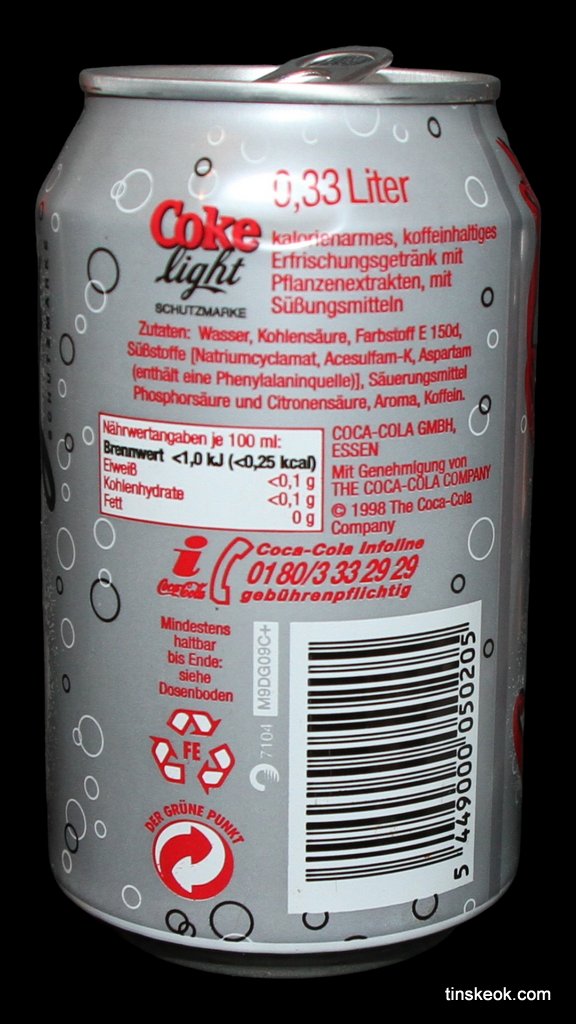 0,33 Liter
Coke
light
SCHUTZMARKE
kalorienarmes, koffeinhaltiges
Erfrischungsgetränk mit
Pflanzenextrakten, mit
Süßungsmitteln
Zutaten: Wasser, Kohlensäure, Farbstoff E 150d,
Süßstoffe [Natriumcyclamat, Acesulfam-K, Aspartam
(enthält eine Phenylalaninquelle)], Säuerungsmittel
Phosphorsäure und Citronensäure, Aroma, Koffein.
Nährwertangaben je 100 ml:
Brennwert <1,0 kJ (<0,25 kcal)
Eiweiß <0,1 g
Kohlenhydrate <0,1 g
Fett 0 g
COCA-COLA GMBH,
ESSEN
Mit Genehmigung von
THE COCA-COLA COMPANY
© 1998 The Coca-Cola
Company
i
Coca-Cola
Coca-Cola Infoline
01 80/3 33 29 29
gebührenpflichtig
Mindestens
haltbar
bis Ende:
siehe
Dosenboden
M9DG09C+
7104
FE
DER GRÜNE PUNKT
5 449000 050205
tinskeok.com